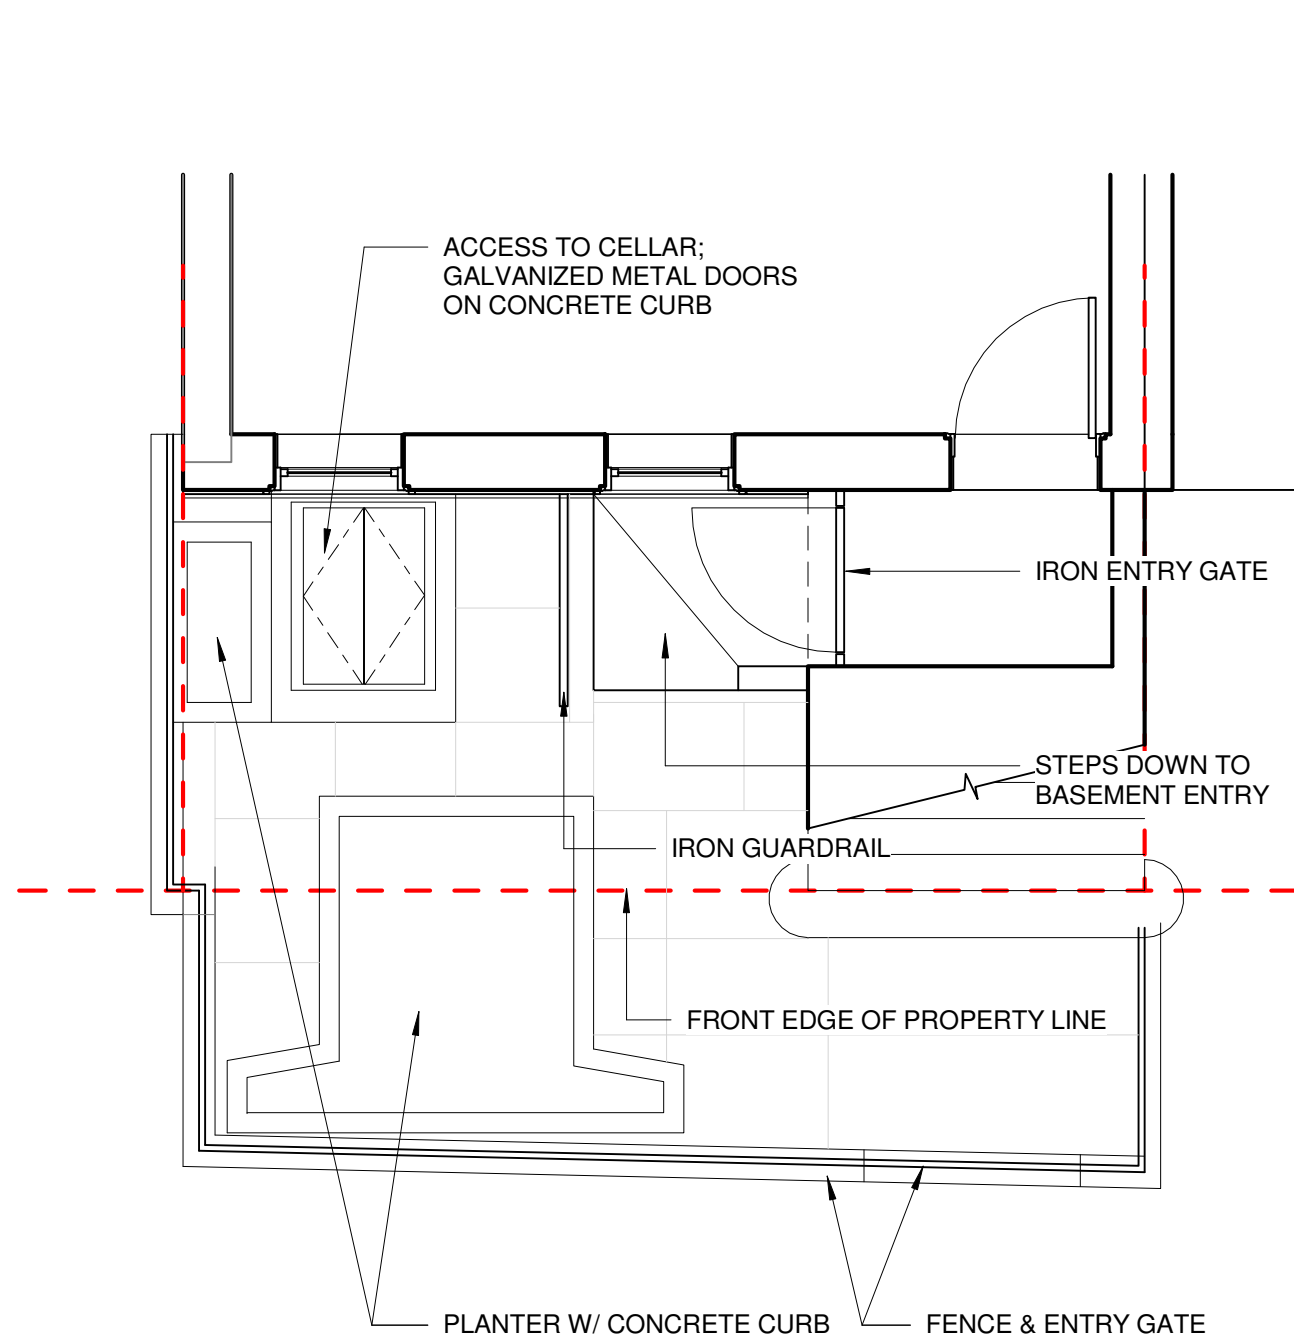 ACCESS TO CELLAR;
GALVANIZED METAL DOORS
ON CONCRETE CURB
IRON ENTRY GATE
STEPS DOWN TO
BASEMENT ENTRY
IRON GUARDRAIL
FRONT EDGE OF PROPERTY LINE
PLANTER W/ CONCRETE CURB
FENCE & ENTRY GATE